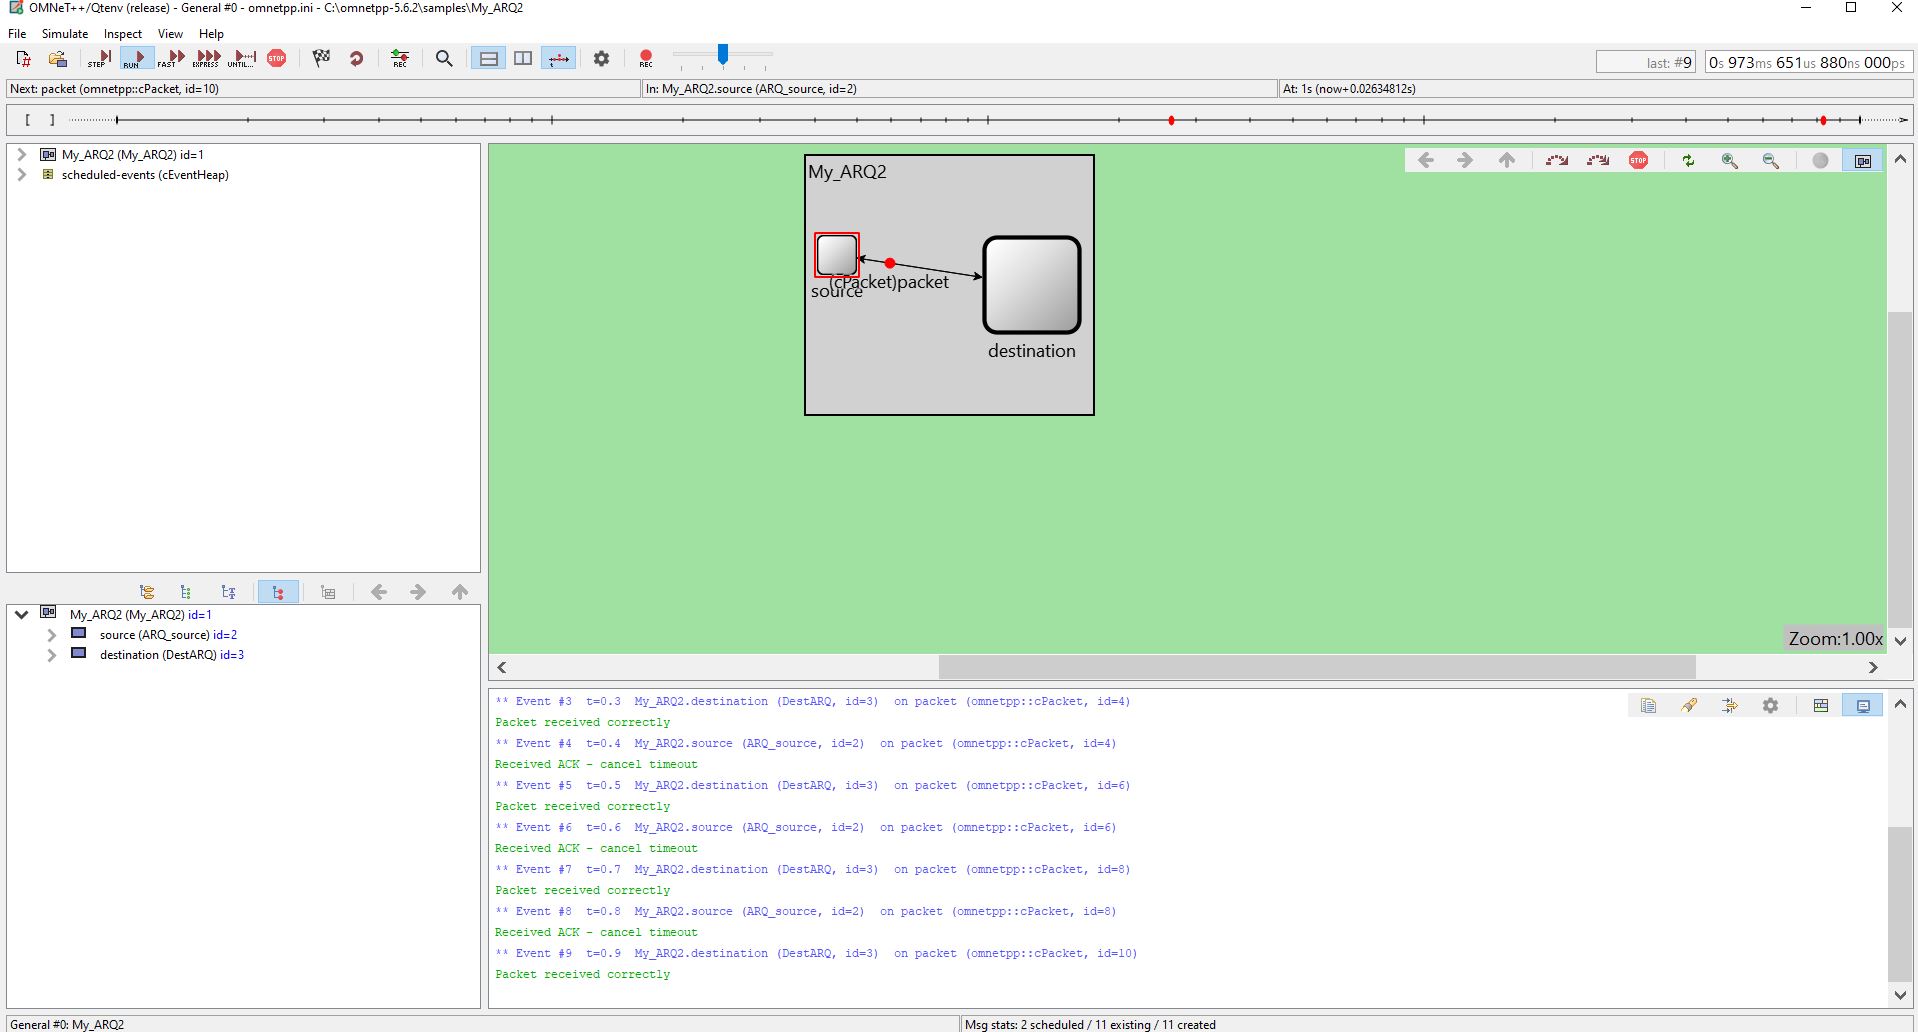 OMNeT++/Qtenv (release) - General #0 - omnetpp.ini - C:\omnetpp-5.6.2\samples\My_ARQ2
File Simulate Inspect View Help
STEP RUN FAST EXPRESS UNTIL... STOP REC REC last: #9 0s 973ms 651us 880ns 000ps
Next: packet (omnetpp::cPacket, id=10) In: My_ARQ2.source (ARQ_source, id=2) At: 1s (now+0.02634812s)
[ ]
My_ARQ2 (My_ARQ2) id=1
scheduled-events (cEventHeap)
My_ARQ2 (My_ARQ2) id=1
source (ARQ_source) id=2
destination (DestARQ) id=3
STOP
My_ARQ2
(cPacket)packet
source
destination
Zoom:1.00x
** Event #3 t=0.3 My_ARQ2.destination (DestARQ, id=3) on packet (omnetpp::cPacket, id=4)
Packet received correctly
** Event #4 t=0.4 My_ARQ2.source (ARQ_source, id=2) on packet (omnetpp::cPacket, id=4)
Received ACK - cancel timeout
** Event #5 t=0.5 My_ARQ2.destination (DestARQ, id=3) on packet (omnetpp::cPacket, id=6)
Packet received correctly
** Event #6 t=0.6 My_ARQ2.source (ARQ_source, id=2) on packet (omnetpp::cPacket, id=6)
Received ACK - cancel timeout
** Event #7 t=0.7 My_ARQ2.destination (DestARQ, id=3) on packet (omnetpp::cPacket, id=8)
Packet received correctly
** Event #8 t=0.8 My_ARQ2.source (ARQ_source, id=2) on packet (omnetpp::cPacket, id=8)
Received ACK - cancel timeout
** Event #9 t=0.9 My_ARQ2.destination (DestARQ, id=3) on packet (omnetpp::cPacket, id=10)
Packet received correctly
General #0: My_ARQ2 Msg stats: 2 scheduled / 11 existing / 11 created